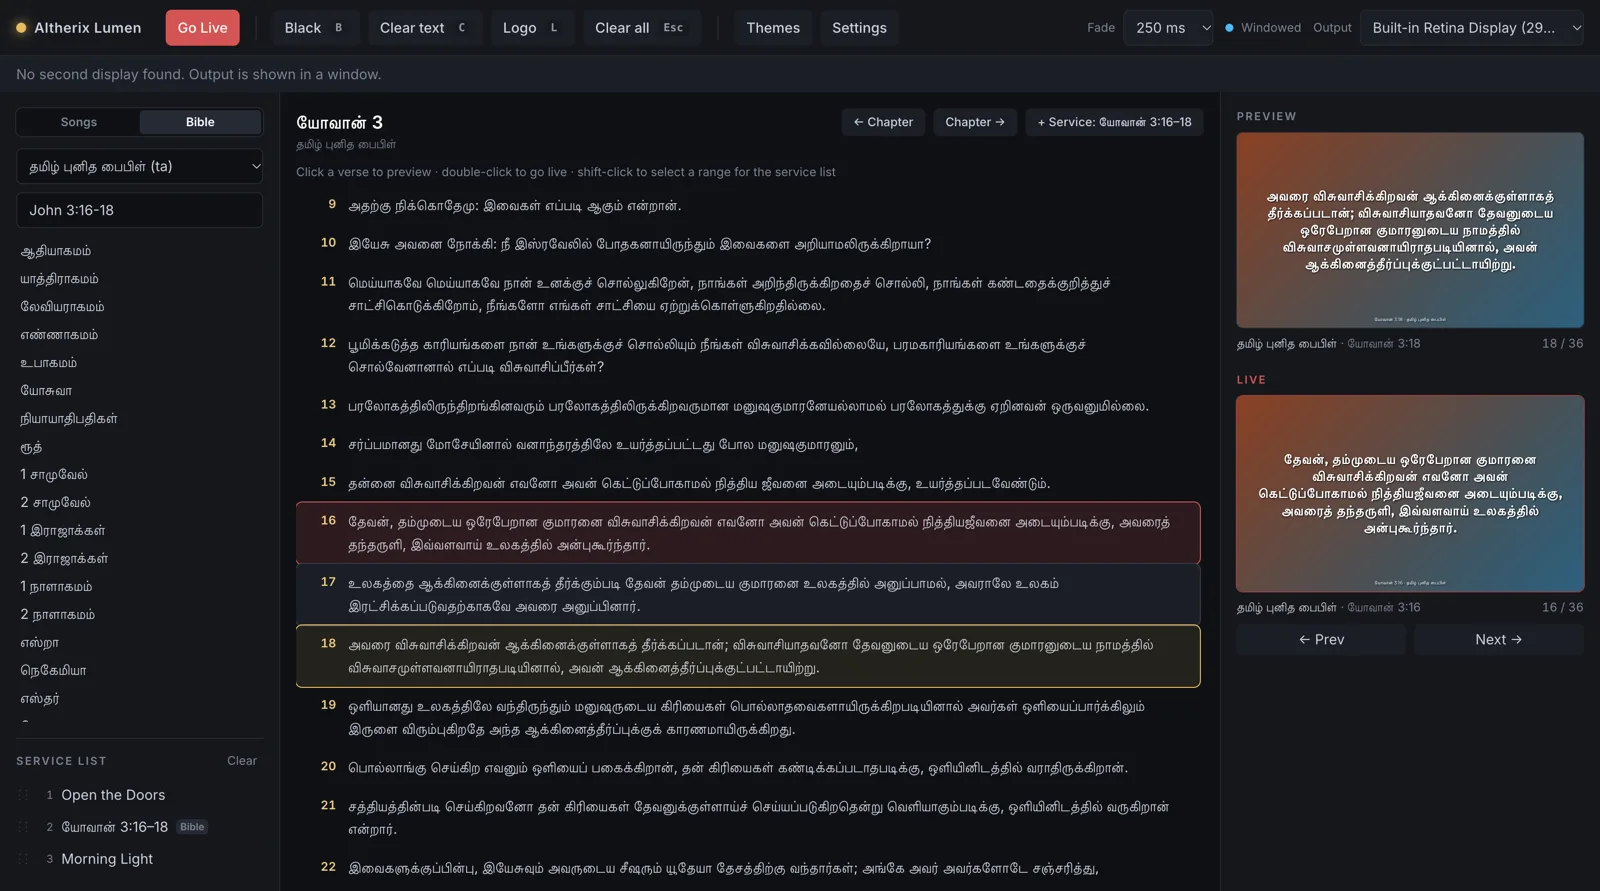 Altherix Lumen
Go Live
Black B
Clear text C
Logo L
Clear all Esc
Themes
Settings
Fade
250 ms
Windowed
Output
Built-in Retina Display (29...
No second display found. Output is shown in a window.
Songs
Bible
தமிழ் புனித பைபிள் (ta)
John 3:16-18
ஆதியாகமம்
யாத்திராகமம்
லேவியராகமம்
எண்ணாகமம்
உபாகமம்
யோசுவா
நியாயாதிபதிகள்
ரூத்
1 சாமுவேல்
2 சாமுவேல்
1 இராஜாக்கள்
2 இராஜாக்கள்
1 நாளாகமம்
2 நாளாகமம்
எஸ்றா
நெகேமியா
எஸ்தர்
SERVICE LIST
Clear
1 Open the Doors
2 யோவான் 3:16–18 Bible
3 Morning Light
யோவான் 3
தமிழ் புனித பைபிள்
← Chapter
Chapter →
+ Service: யோவான் 3:16–18
Click a verse to preview · double-click to go live · shift-click to select a range for the service list
9 அதற்கு நிக்கொதேமு: இவைகள் எப்படி ஆகும் என்றான்.
10 இயேசு அவனை நோக்கி: நீ இஸ்ரவேலில் போதகனாயிருந்தும் இவைகளை அறியாமலிருக்கிறாயா?
11 மெய்யாகவே மெய்யாகவே நான் உனக்குச் சொல்லுகிறேன், நாங்கள் அறிந்திருக்கிறதைச் சொல்லி, நாங்கள் கண்டதைக்குறித்துச்
சாட்சிகொடுக்கிறோம், நீங்களோ எங்கள் சாட்சியை ஏற்றுக்கொள்ளுகிறதில்லை.
12 பூமிக்கடுத்த காரியங்களை நான் உங்களுக்குச் சொல்லியும் நீங்கள் விசுவாசிக்கவில்லையே, பரமகாரியங்களை உங்களுக்குச்
சொல்வேனானால் எப்படி விசுவாசிப்பீர்கள்?
13 பரலோகத்திலிருந்திறங்கினவரும் பரலோகத்திலிருக்கிறவருமான மனுஷகுமாரனேயல்லாமல் பரலோகத்துக்கு ஏறினவன் ஒருவனுமில்லை.
14 சர்ப்பமானது மோசேயினால் வனாந்தரத்திலே உயர்த்தப்பட்டது போல மனுஷகுமாரனும்,
15 தன்னை விசுவாசிக்கிறவன் எவனோ அவன் கெட்டுப்போகாமல் நித்திய ஜீவனை அடையும்படிக்கு, உயர்த்தப்படவேண்டும்.
16 தேவன், தம்முடைய ஒரேபேறான குமாரனை விசுவாசிக்கிறவன் எவனோ அவன் கெட்டுப்போகாமல் நித்தியஜீவனை அடையும்படிக்கு, அவரைத்
தந்தருளி, இவ்வளவாய் உலகத்தில் அன்புகூர்ந்தார்.
17 உலகத்தை ஆக்கினைக்குள்ளாகத் தீர்க்கும்படி தேவன் தம்முடைய குமாரனை உலகத்தில் அனுப்பாமல், அவராலே உலகம்
இரட்சிக்கப்படுவதற்காகவே அவரை அனுப்பினார்.
18 அவரை விசுவாசிக்கிறவன் ஆக்கினைக்குள்ளாகத் தீர்க்கப்படான்; விசுவாசியாதவனோ தேவனுடைய ஒரேபேறான குமாரனுடைய நாமத்தில்
விசுவாசமுள்ளவனாயிராதபடியினால், அவன் ஆக்கினைத்தீர்ப்புக்குட்பட்டாயிற்று.
19 ஒளியானது உலகத்திலே வந்திருந்தும் மனுஷருடைய கிரியைகள் பொல்லாதவைகளாயிருக்கிறபடியினால் அவர்கள் ஒளியைப்பார்க்கிலும்
இருளை விரும்புகிறதே அந்த ஆக்கினைத்தீர்ப்புக்குக் காரணமாயிருக்கிறது.
20 பொல்லாங்கு செய்கிற எவனும் ஒளியைப் பகைக்கிறான், தன் கிரியைகள் கண்டிக்கப்படாதபடிக்கு, ஒளியினிடத்தில் வராதிருக்கிறான்.
21 சத்தியத்தின்படி செய்கிறவனோ தன் கிரியைகள் தேவனுக்குள்ளாய்ச் செய்யப்படுகிறதென்று வெளியாகும்படிக்கு, ஒளியினிடத்தில் வருகிறான்
என்றார்.
22 இவைகளுக்குப்பின்பு, இயேசுவும் அவருடைய சீஷரும் யூதேயா தேசத்திற்கு வந்தார்கள்; அங்கே அவர் அவர்களோடே சஞ்சரித்து,
PREVIEW
அவரை விசுவாசிக்கிறவன் ஆக்கினைக்குள்ளாகத்
தீர்க்கப்படான்; விசுவாசியாதவனோ தேவனுடைய
ஒரேபேறான குமாரனுடைய நாமத்தில்
விசுவாசமுள்ளவனாயிராதபடியினால், அவன்
ஆக்கினைத்தீர்ப்புக்குட்பட்டாயிற்று.
யோவான் 3:18 · தமிழ் புனித பைபிள்
தமிழ் புனித பைபிள் · யோவான் 3:18
18 / 36
LIVE
தேவன், தம்முடைய ஒரேபேறான குமாரனை
விசுவாசிக்கிறவன் எவனோ அவன்
கெட்டுப்போகாமல் நித்தியஜீவனை அடையும்படிக்கு,
அவரைத் தந்தருளி, இவ்வளவாய் உலகத்தில்
அன்புகூர்ந்தார்.
யோவான் 3:16 · தமிழ் புனித பைபிள்
தமிழ் புனித பைபிள் · யோவான் 3:16
16 / 36
← Prev
Next →